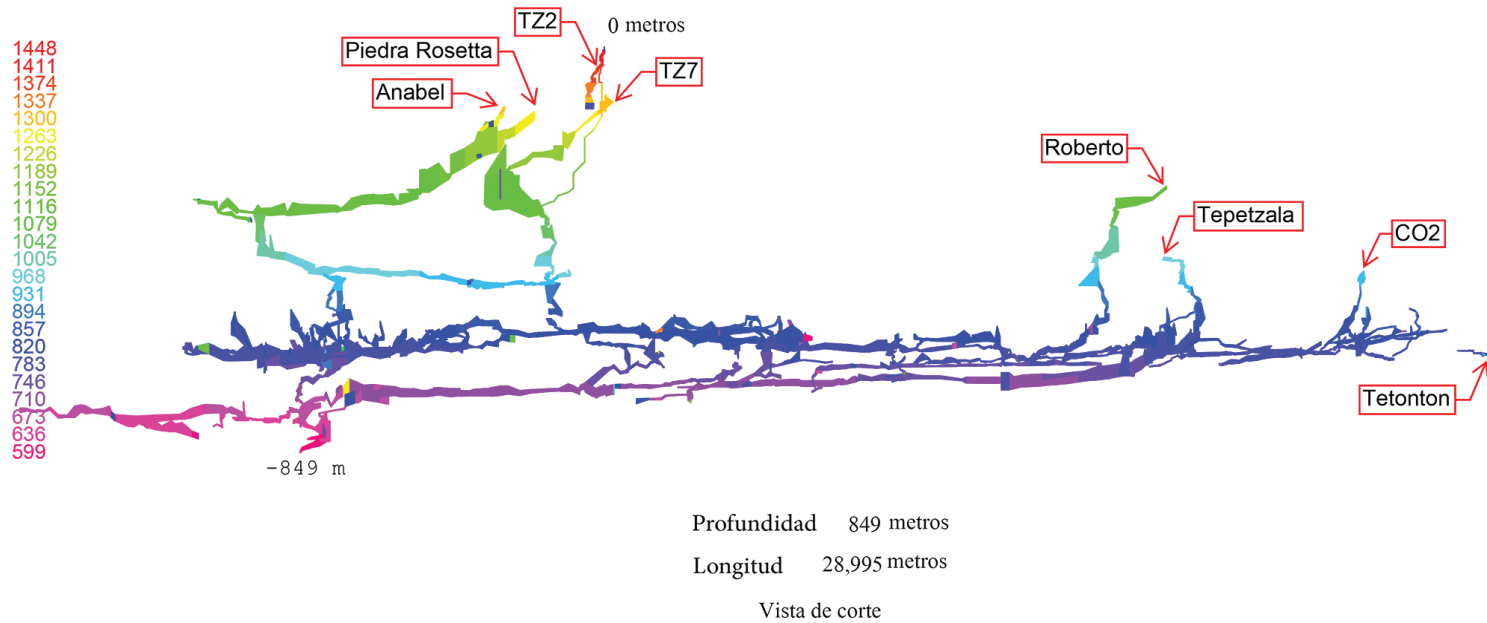 TZ2
0 metros
Piedra Rosetta
TZ7
Anabel
1448
1411
1374
1337
1300
1263
1226
1189
1152
1116
1079
1042
1005
968
931
894
857
820
783
746
710
673
636
599
Roberto
Tepetzala
CO2
Tetonton
-849 m
Profundidad 849 metros
Longitud 28,995 metros
Vista de corte